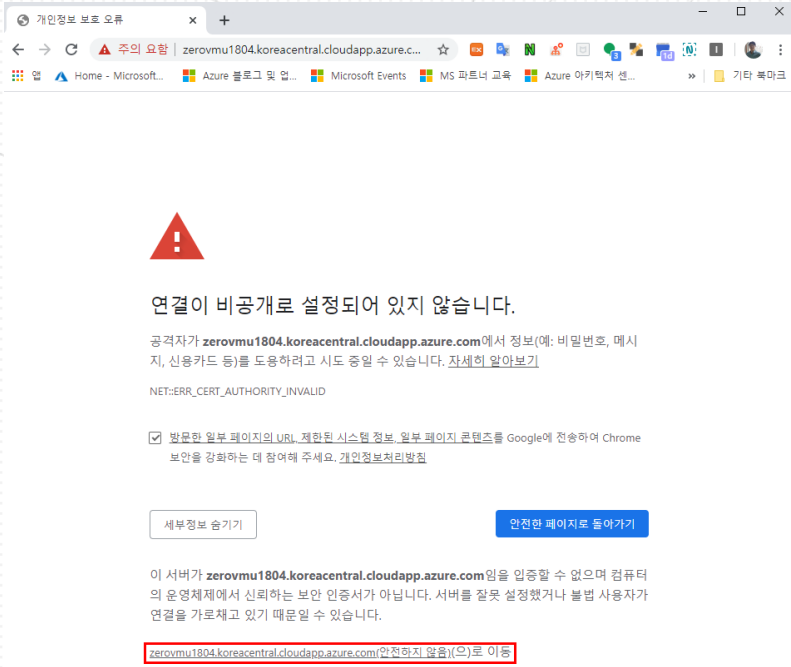 개인정보 보호 오류
주의 요함 zerovmu1804.koreacentral.cloudapp.azure.c...
3
1d
앱 Home - Microsoft... Azure 블로그 및 업... Microsoft Events MS 파트너 교육 Azure 아키텍처 센... » 기타 북마크
연결이 비공개로 설정되어 있지 않습니다.
공격자가 zerovmu1804.koreacentral.cloudapp.azure.com에서 정보(예: 비밀번호, 메시
지, 신용카드 등)를 도용하려고 시도 중일 수 있습니다. 자세히 알아보기
NET::ERR_CERT_AUTHORITY_INVALID
방문한 일부 페이지의 URL, 제한된 시스템 정보, 일부 페이지 콘텐츠를 Google에 전송하여 Chrome
보안을 강화하는 데 참여해 주세요. 개인정보처리방침
세부정보 숨기기
안전한 페이지로 돌아가기
이 서버가 zerovmu1804.koreacentral.cloudapp.azure.com임을 입증할 수 없으며 컴퓨터
의 운영체제에서 신뢰하는 보안 인증서가 아닙니다. 서버를 잘못 설정했거나 불법 사용자가
연결을 가로채고 있기 때문일 수 있습니다.
zerovmu1804.koreacentral.cloudapp.azure.com(안전하지 않음)(으)로 이동